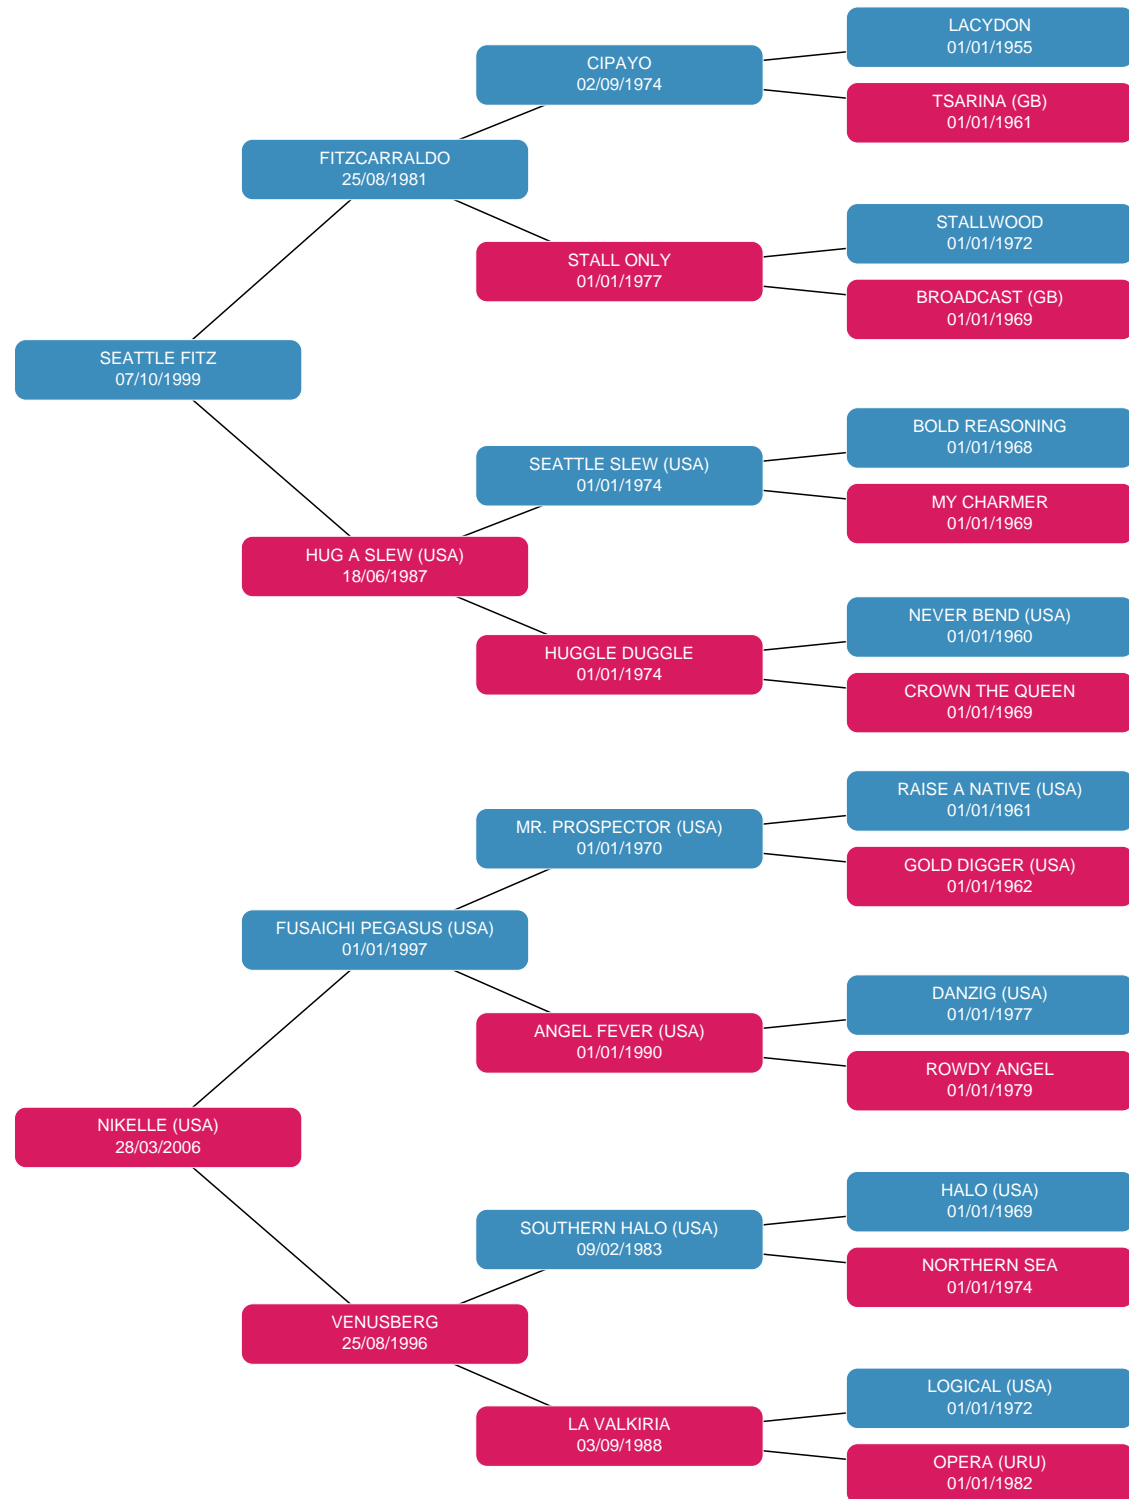 LACYDON
01/01/1955
CIPAYO
02/09/1974
TSARINA (GB)
01/01/1961
FITZCARRALDO
25/08/1981
STALLWOOD
01/01/1972
STALL ONLY
01/01/1977
BROADCAST (GB)
01/01/1969
SEATTLE FITZ
07/10/1999
BOLD REASONING
01/01/1968
SEATTLE SLEW (USA)
01/01/1974
MY CHARMER
01/01/1969
HUG A SLEW (USA)
18/06/1987
NEVER BEND (USA)
01/01/1960
HUGGLE DUGGLE
01/01/1974
CROWN THE QUEEN
01/01/1969
RAISE A NATIVE (USA)
01/01/1961
MR. PROSPECTOR (USA)
01/01/1970
GOLD DIGGER (USA)
01/01/1962
FUSAICHI PEGASUS (USA)
01/01/1997
DANZIG (USA)
01/01/1977
ANGEL FEVER (USA)
01/01/1990
ROWDY ANGEL
01/01/1979
NIKELLE (USA)
28/03/2006
HALO (USA)
01/01/1969
SOUTHERN HALO (USA)
09/02/1983
NORTHERN SEA
01/01/1974
VENUSBERG
25/08/1996
LOGICAL (USA)
01/01/1972
LA VALKIRIA
03/09/1988
OPERA (URU)
01/01/1982